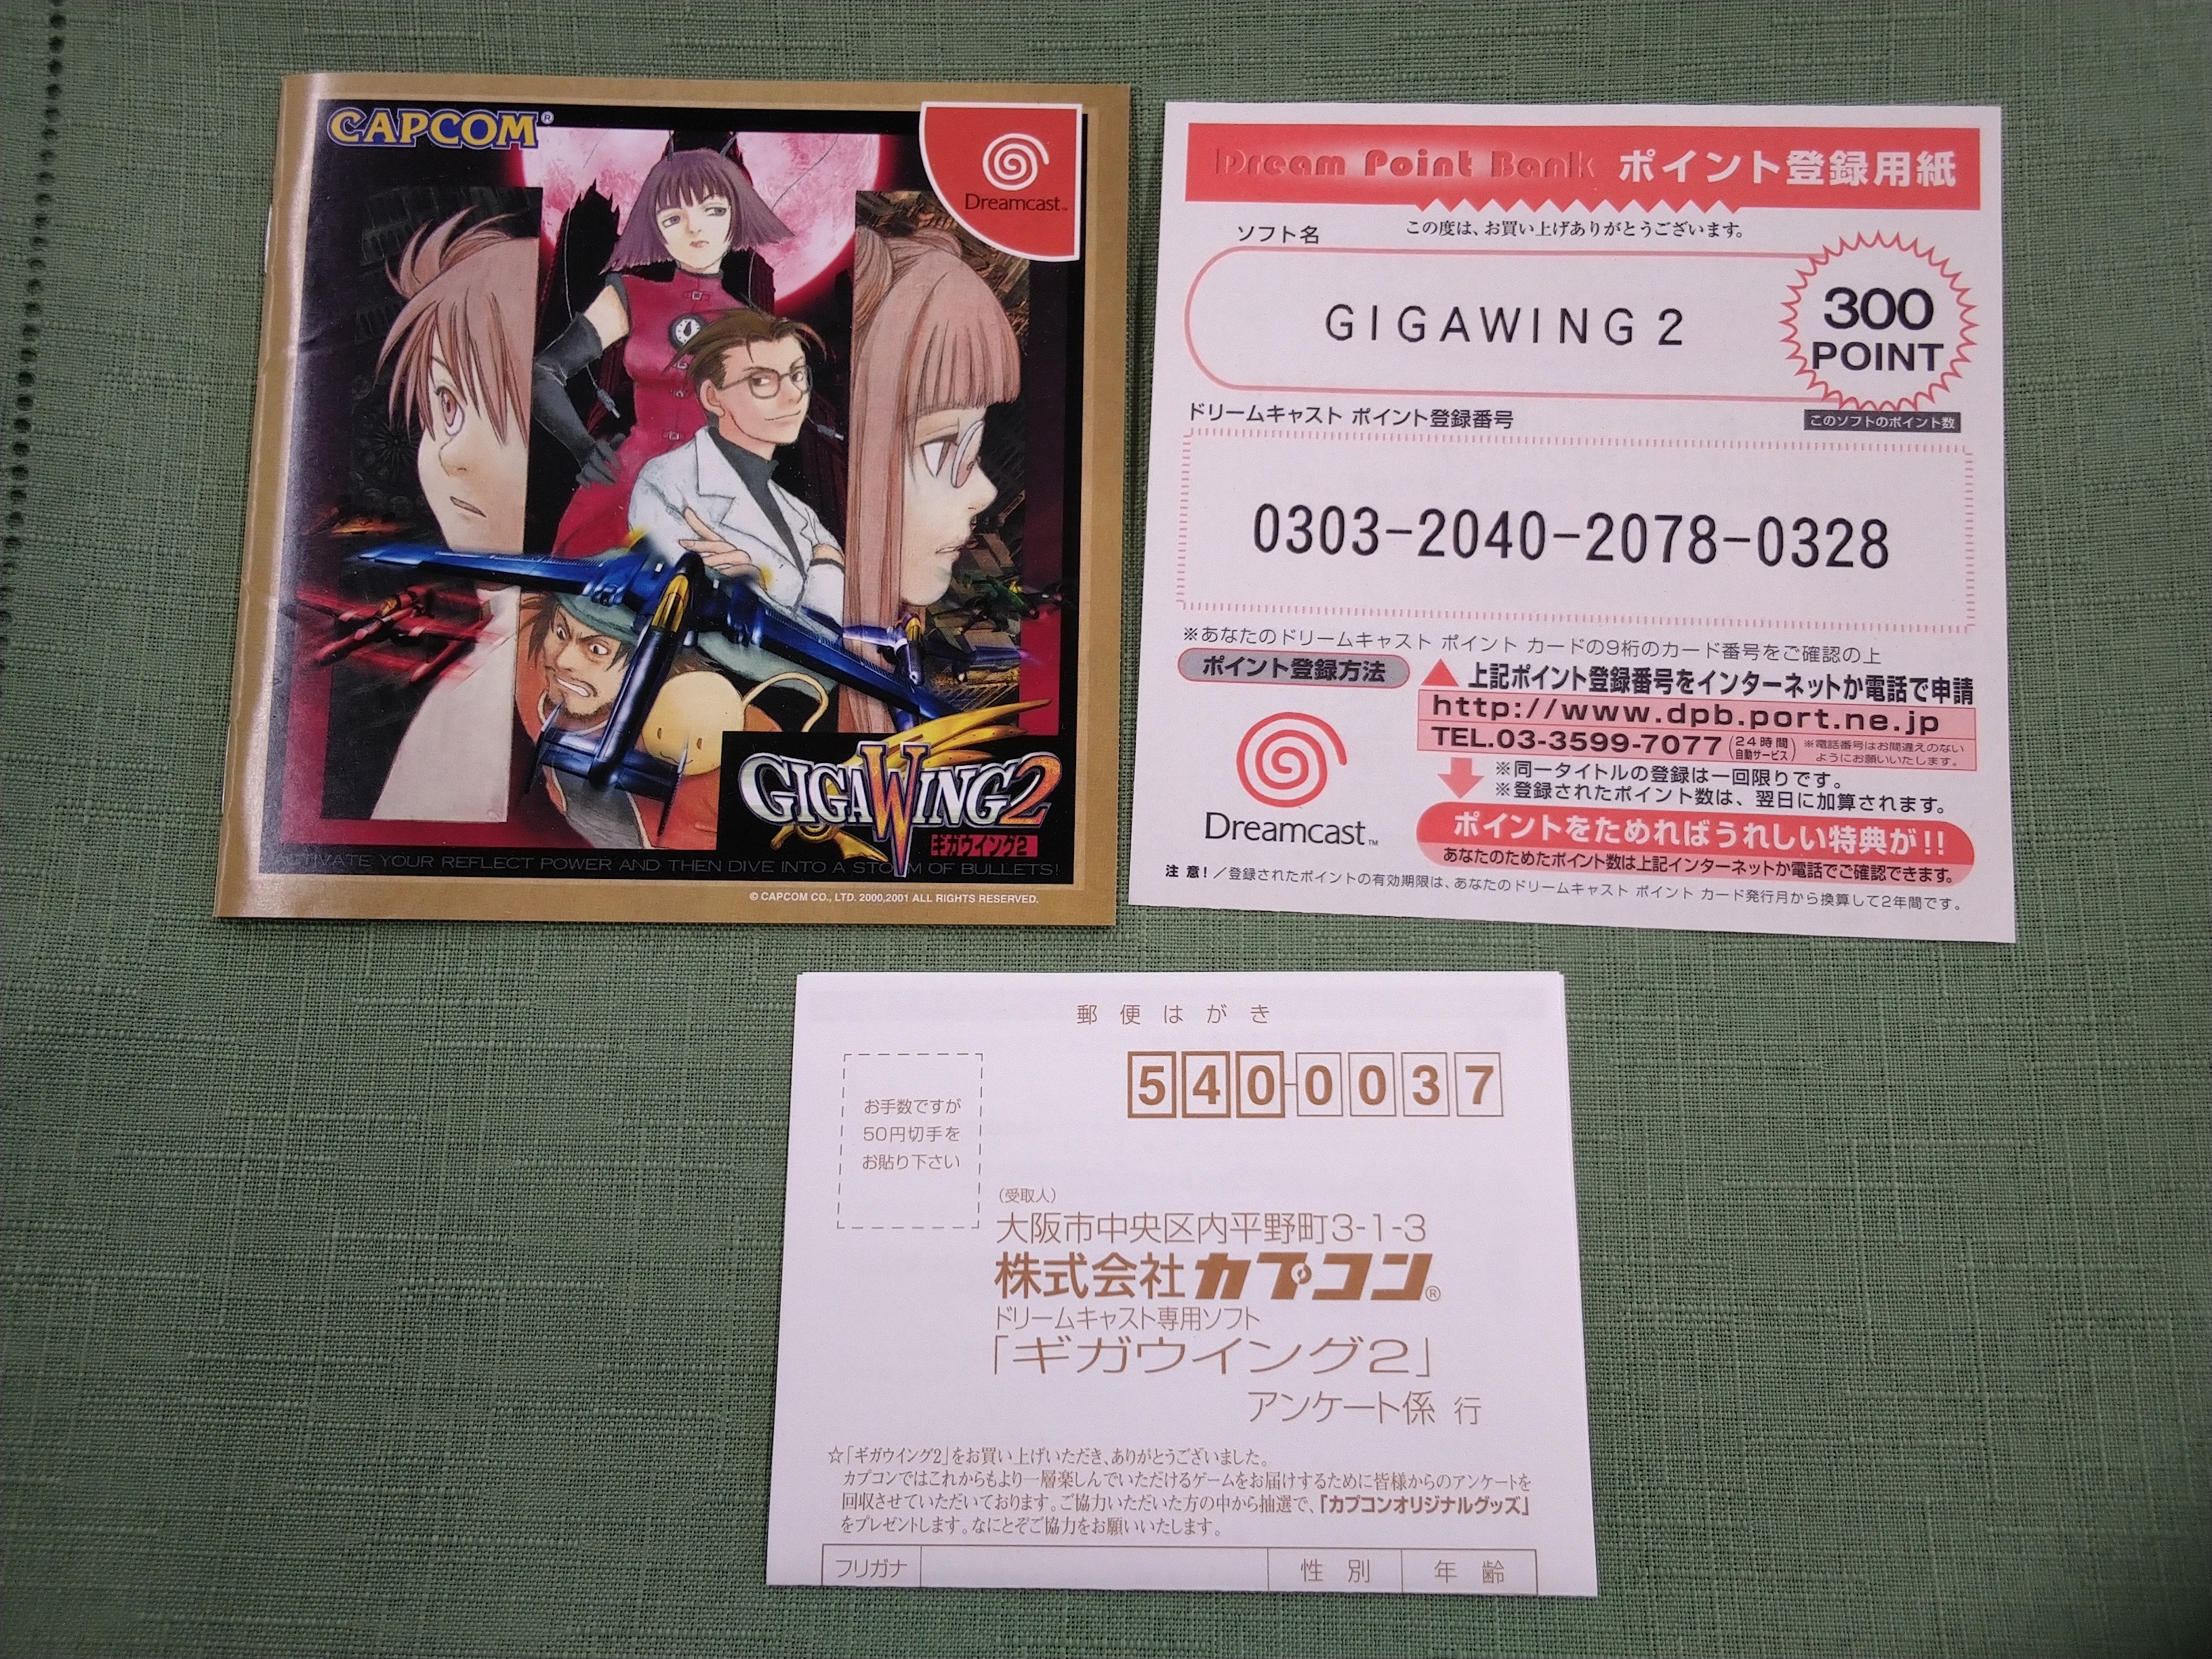 CAPCOM®
Dreamcast™
GIGAWING2
ギガウイング2
ACTIVATE YOUR REFLECT POWER AND THEN DIVE INTO A STORM OF BULLETS!
© CAPCOM CO., LTD. 2000,2001 ALL RIGHTS RESERVED.
Dream Point Bank ポイント登録用紙
この度は、お買い上げありがとうございます。
ソフト名
GIGAWING 2
300
POINT
このソフトのポイント数
ドリームキャスト ポイント登録番号
0303-2040-2078-0328
※あなたのドリームキャスト ポイント カードの9桁のカード番号をご確認の上
ポイント登録方法
上記ポイント登録番号をインターネットか電話で申請
http://www.dpb.port.ne.jp
TEL.03-3599-7077 (24時間自動サービス) ※電話番号はお間違えのないようにお願いいたします。
※同一タイトルの登録は一回限りです。
※登録されたポイント数は、翌日に加算されます。
Dreamcast™
ポイントをためればうれしい特典が!!
あなたのためたポイント数は上記インターネットか電話でご確認できます。
注意!/登録されたポイントの有効期限は、あなたのドリームキャスト ポイント カード発行月から換算して2年間です。
郵便はがき
540-0037
お手数ですが
50円切手を
お貼り下さい
(受取人)
大阪市中央区内平野町3-1-3
株式会社カプコン®
ドリームキャスト専用ソフト
「ギガウイング2」
アンケート係 行
☆「ギガウイング2」をお買い上げいただき、ありがとうございました。
カプコンではこれからもより一層楽しんでいただけるゲームをお届けするために皆様からのアンケートを
回収させていただいております。ご協力いただいた方の中から抽選で、「カプコンオリジナルグッズ」
をプレゼントします。なにとぞご協力をお願いいたします。
フリガナ 性別 年齢